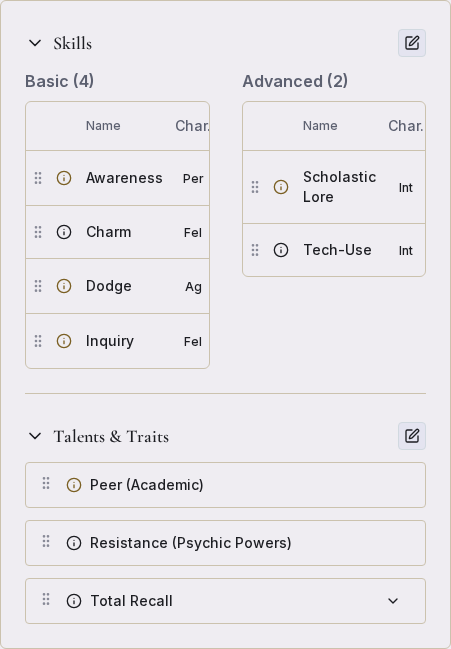 Skills
Basic (4)
Name Char.
Awareness Per
Charm Fel
Dodge Ag
Inquiry Fel
Advanced (2)
Name Char.
Scholastic
Lore Int
Tech-Use Int
Talents & Traits
Peer (Academic)
Resistance (Psychic Powers)
Total Recall